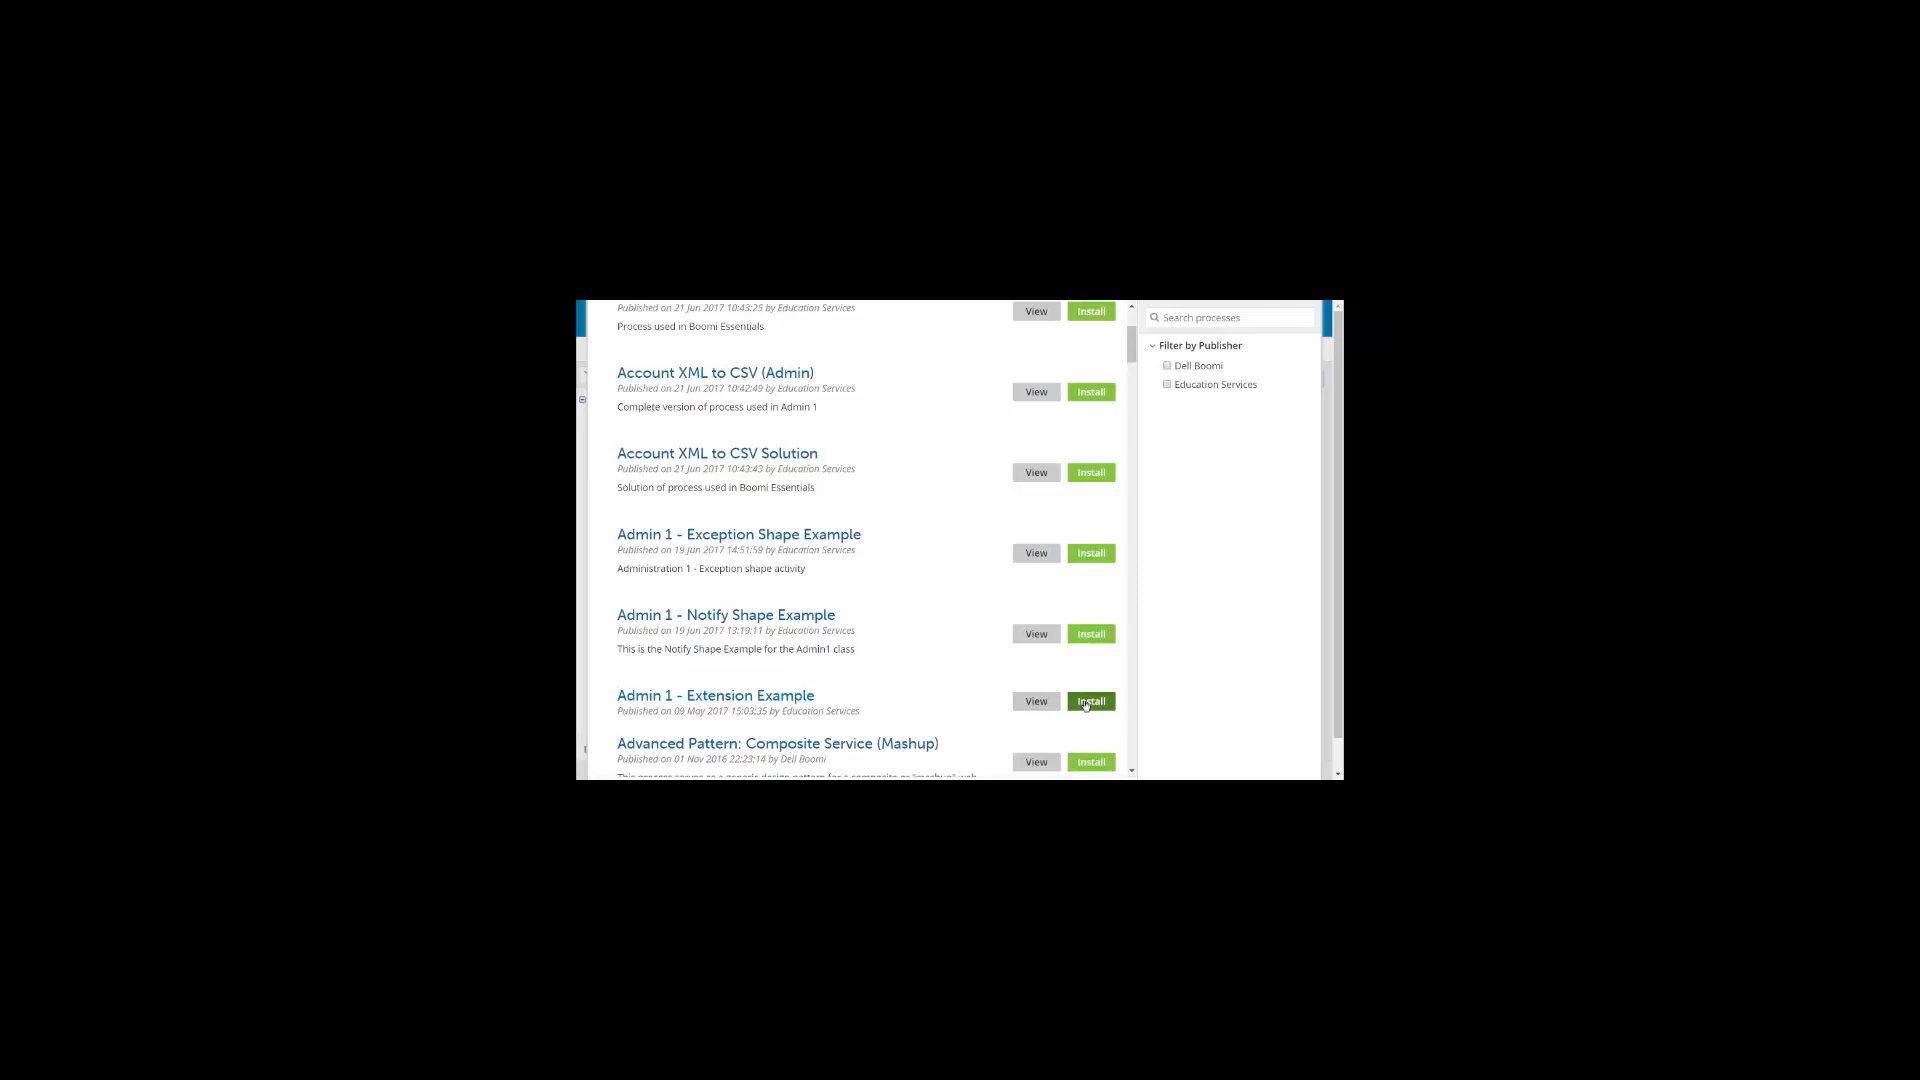 Published on 21 Jun 2017 10:43:25 by Education Services
View
Install
Process used in Boomi Essentials
Account XML to CSV (Admin)
Published on 21 Jun 2017 10:42:49 by Education Services
View
Install
Complete version of process used in Admin 1
Account XML to CSV Solution
Published on 21 Jun 2017 10:43:43 by Education Services
View
Install
Solution of process used in Boomi Essentials
Admin 1 - Exception Shape Example
Published on 19 Jun 2017 14:51:59 by Education Services
View
Install
Administration 1 - Exception shape activity
Admin 1 - Notify Shape Example
Published on 19 Jun 2017 13:19:11 by Education Services
View
Install
This is the Notify Shape Example for the Admin1 class
Admin 1 - Extension Example
View
Install
Published on 09 May 2017 15:03:35 by Education Services
Advanced Pattern: Composite Service (Mashup)
Published on 01 Nov 2016 22:23:14 by Dell Boomi
View
Install
Search processes
Filter by Publisher
Dell Boomi
Education Services